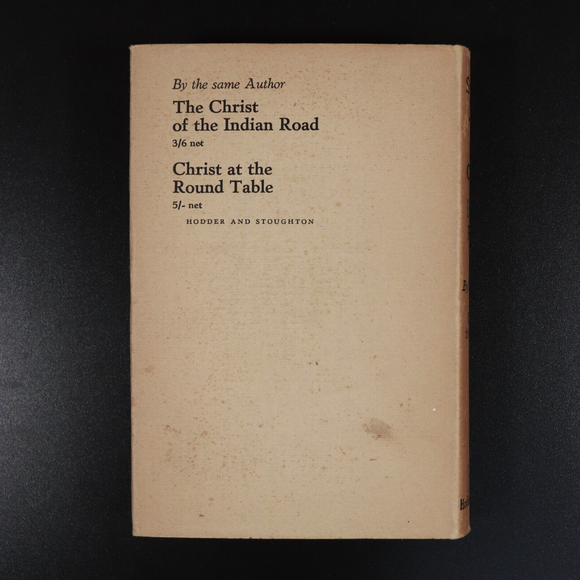 By the same Author
The Christ
of the Indian Road
3/6 net
Christ at the
Round Table
5/- net
HODDER AND STOUGHTON